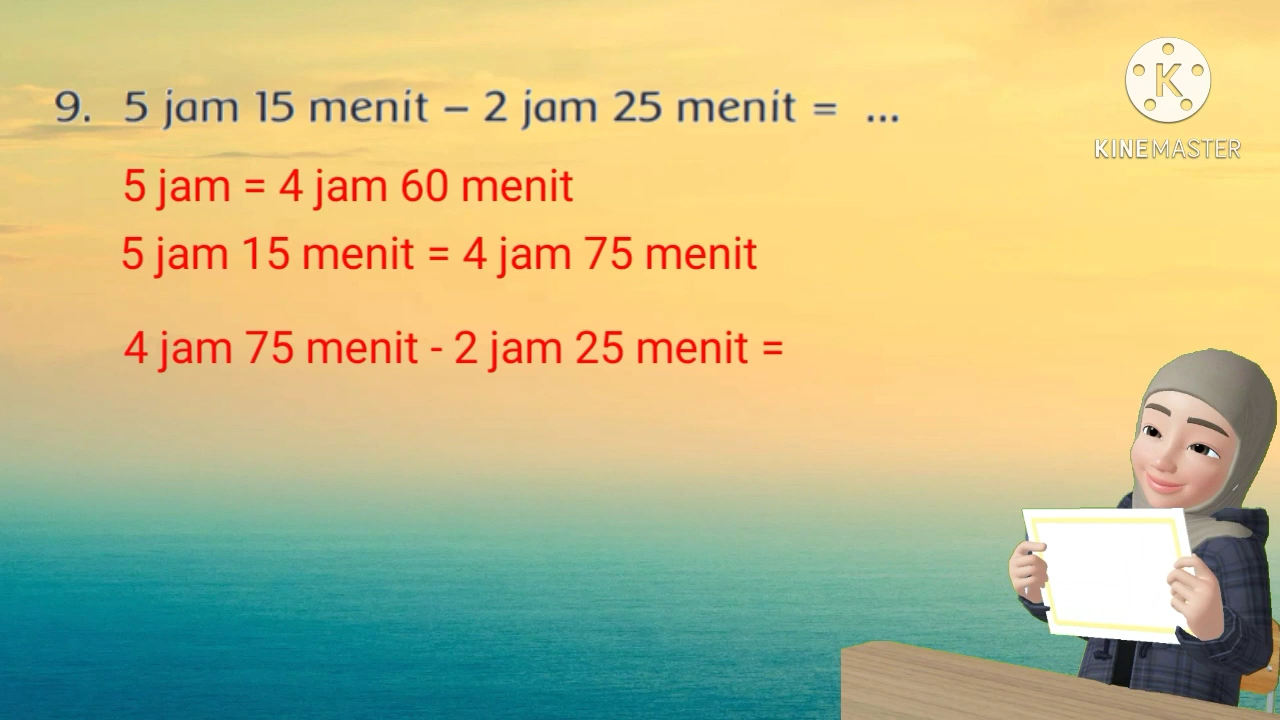 9. 5 jam 15 menit – 2 jam 25 menit = ...
K
KINEMASTER
5 jam = 4 jam 60 menit
5 jam 15 menit = 4 jam 75 menit
4 jam 75 menit - 2 jam 25 menit =